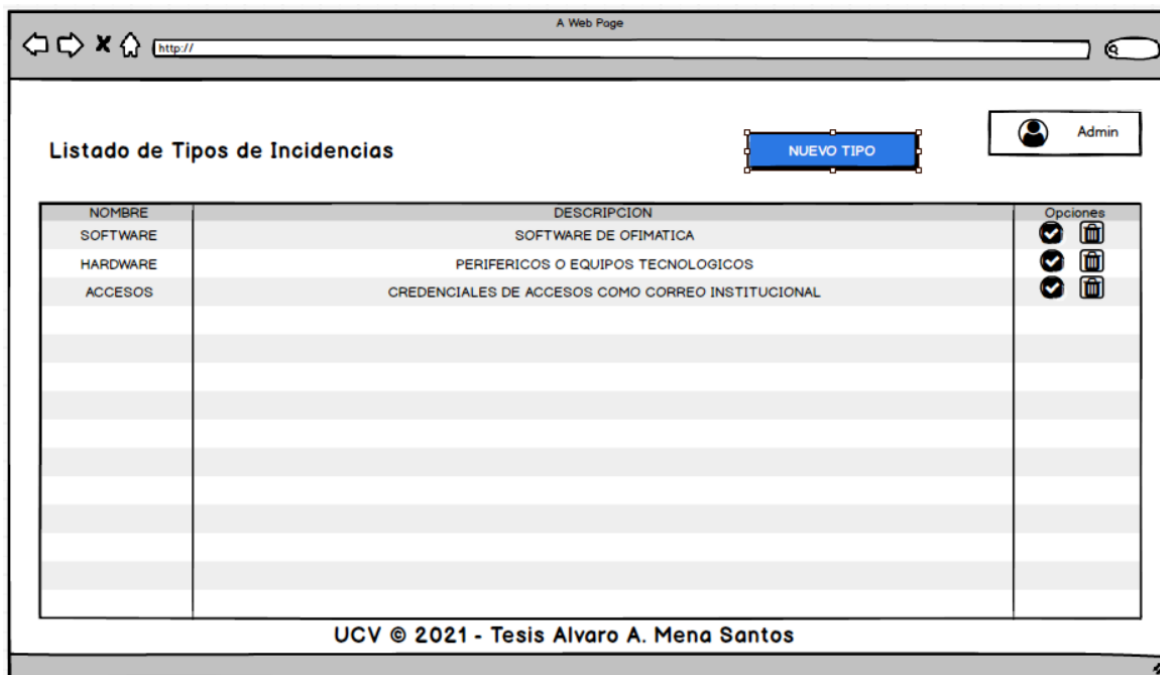 A Web Page
http://
Admin
Listado de Tipos de Incidencias
NUEVO TIPO
NOMBRE DESCRIPCION Opciones
SOFTWARE SOFTWARE DE OFIMATICA
HARDWARE PERIFERICOS O EQUIPOS TECNOLOGICOS
ACCESOS CREDENCIALES DE ACCESOS COMO CORREO INSTITUCIONAL
UCV © 2021 - Tesis Alvaro A. Mena Santos